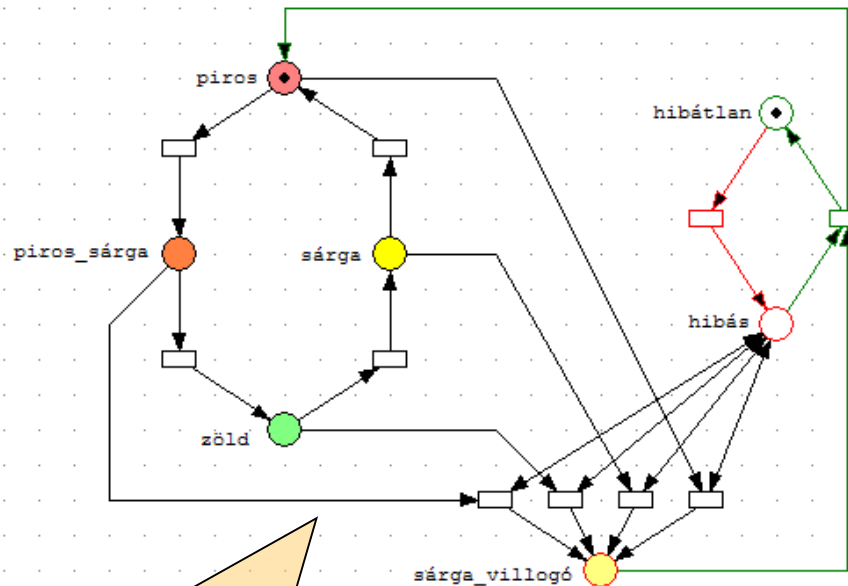 piros
hibátlan
piros_sárga
sárga
hibás
zöld
sárga_villogó